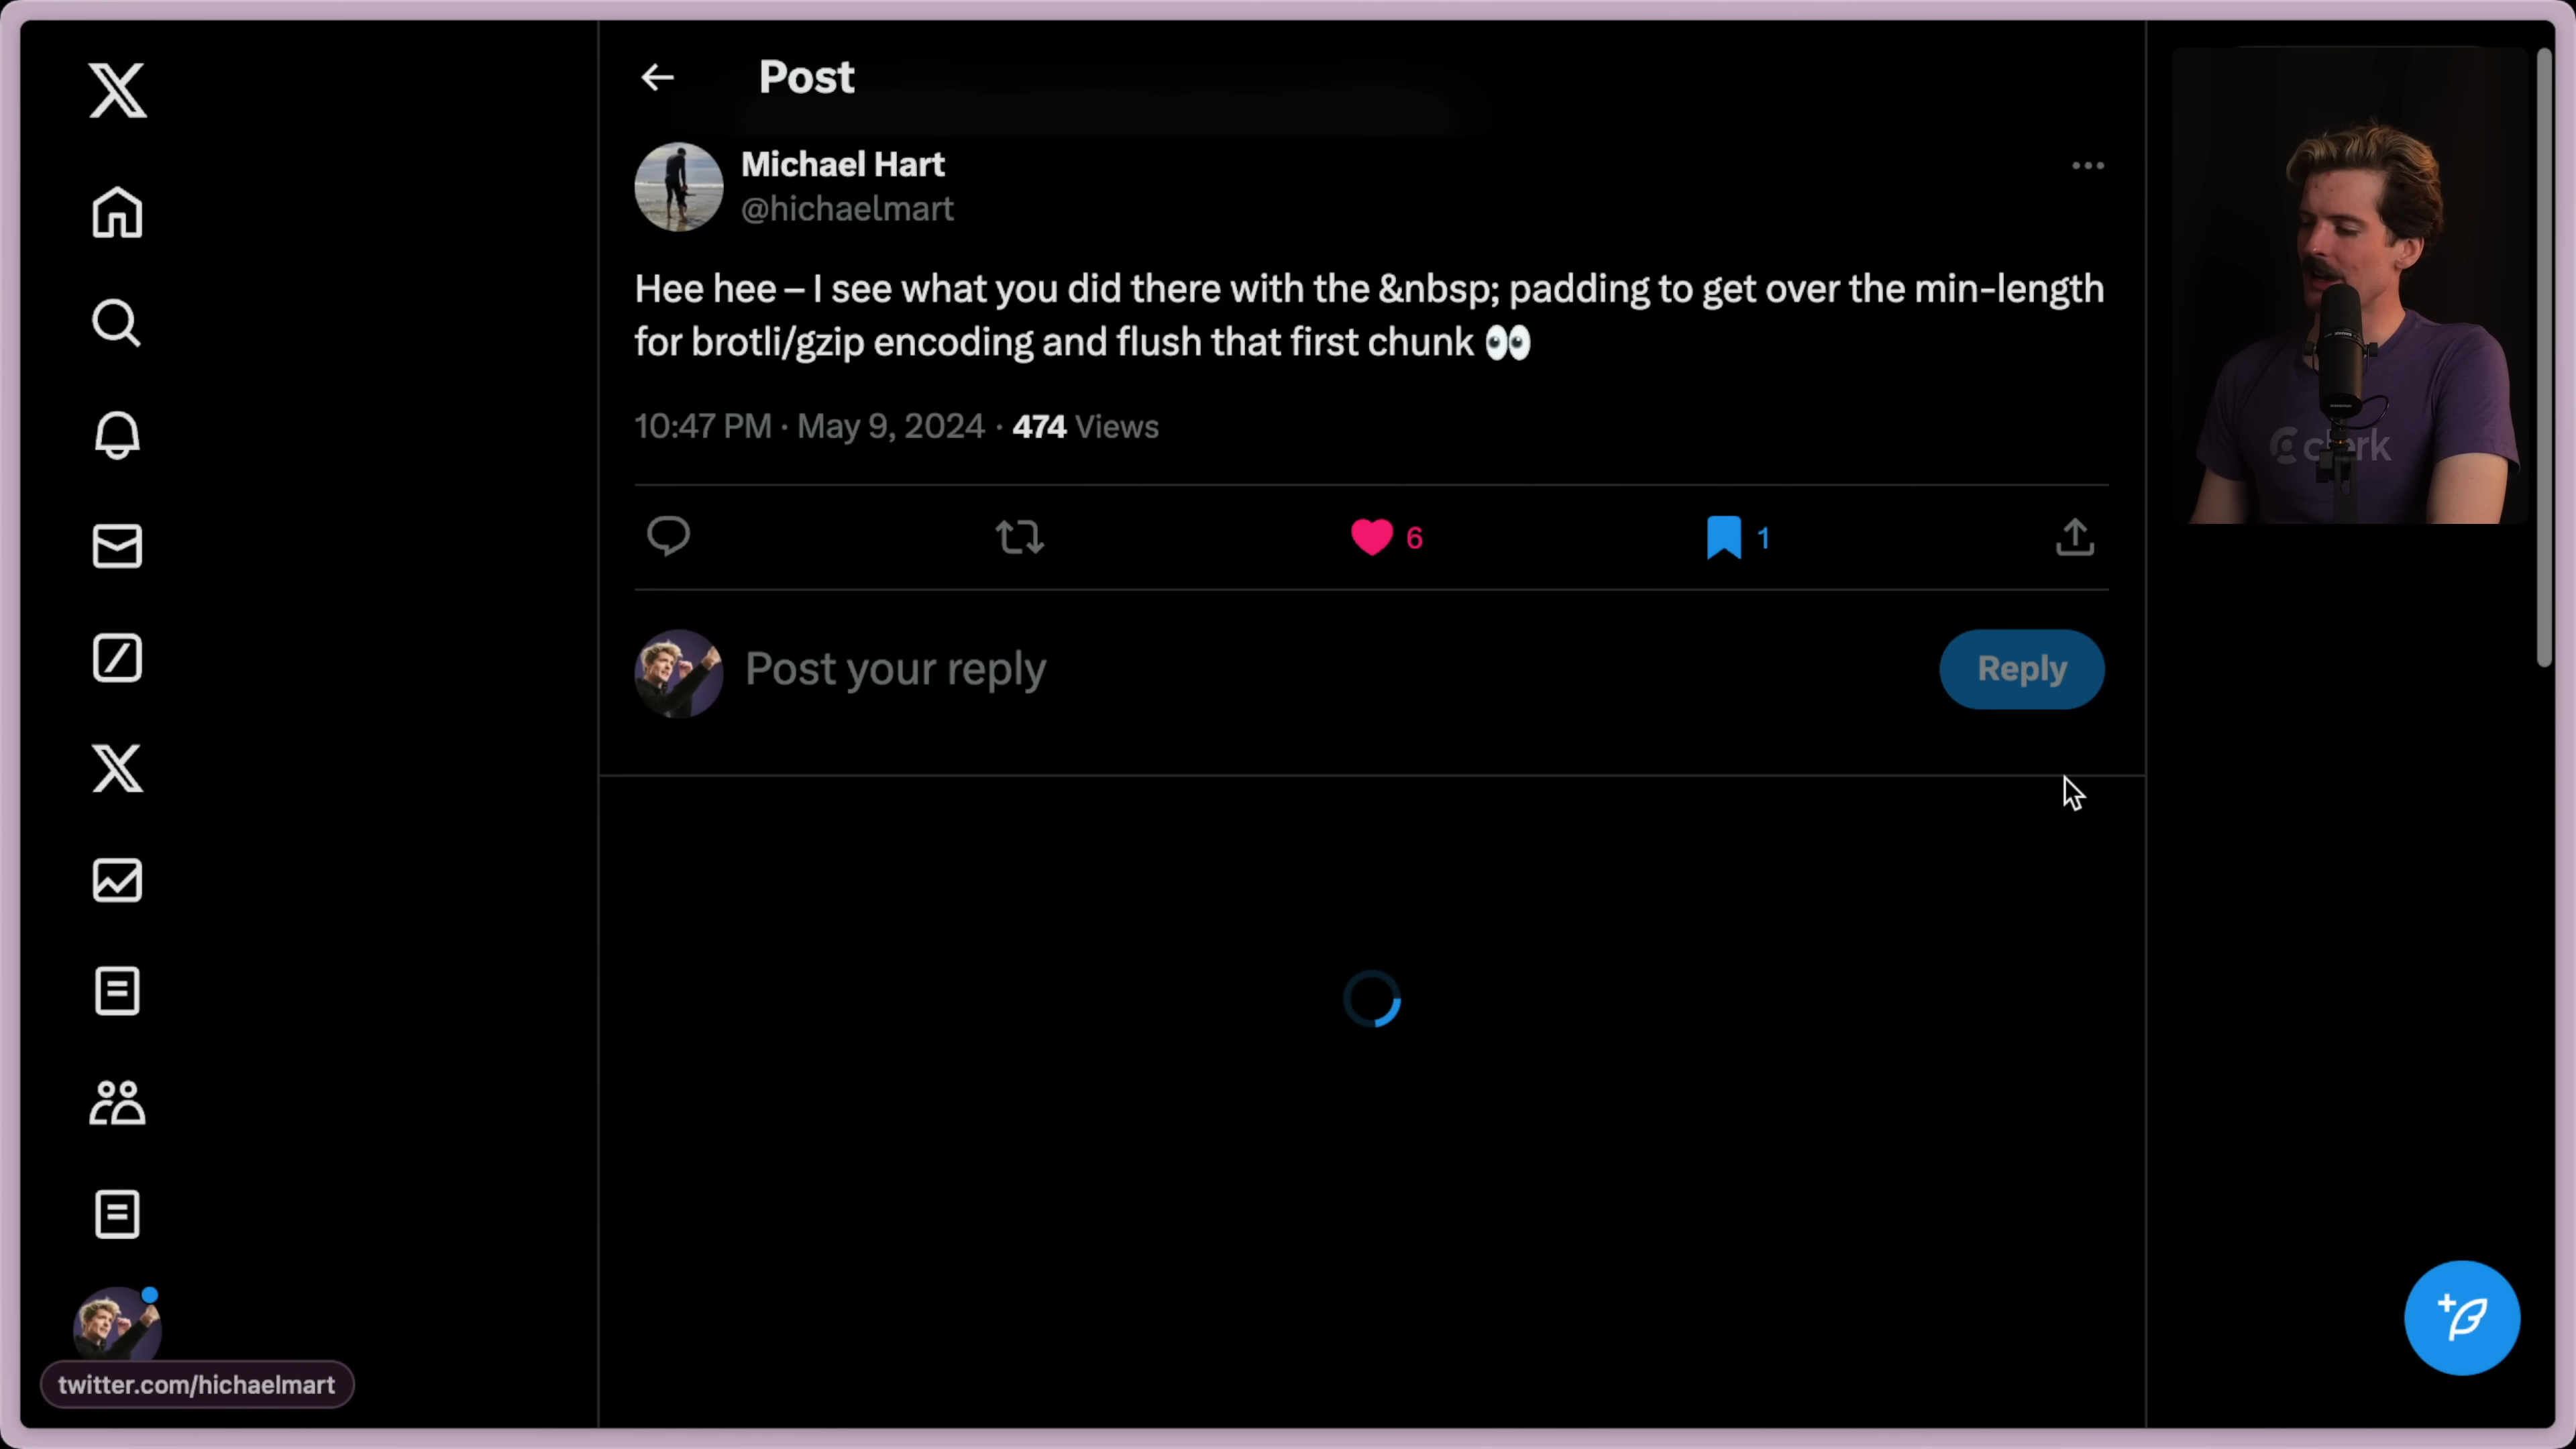 Post
Michael Hart
@hichaelmart
Hee hee – I see what you did there with the &nbsp; padding to get over the min-length
for brotli/gzip encoding and flush that first chunk 👀
10:47 PM · May 9, 2024 · 474 Views
6
1
Post your reply
Reply
twitter.com/hichaelmart